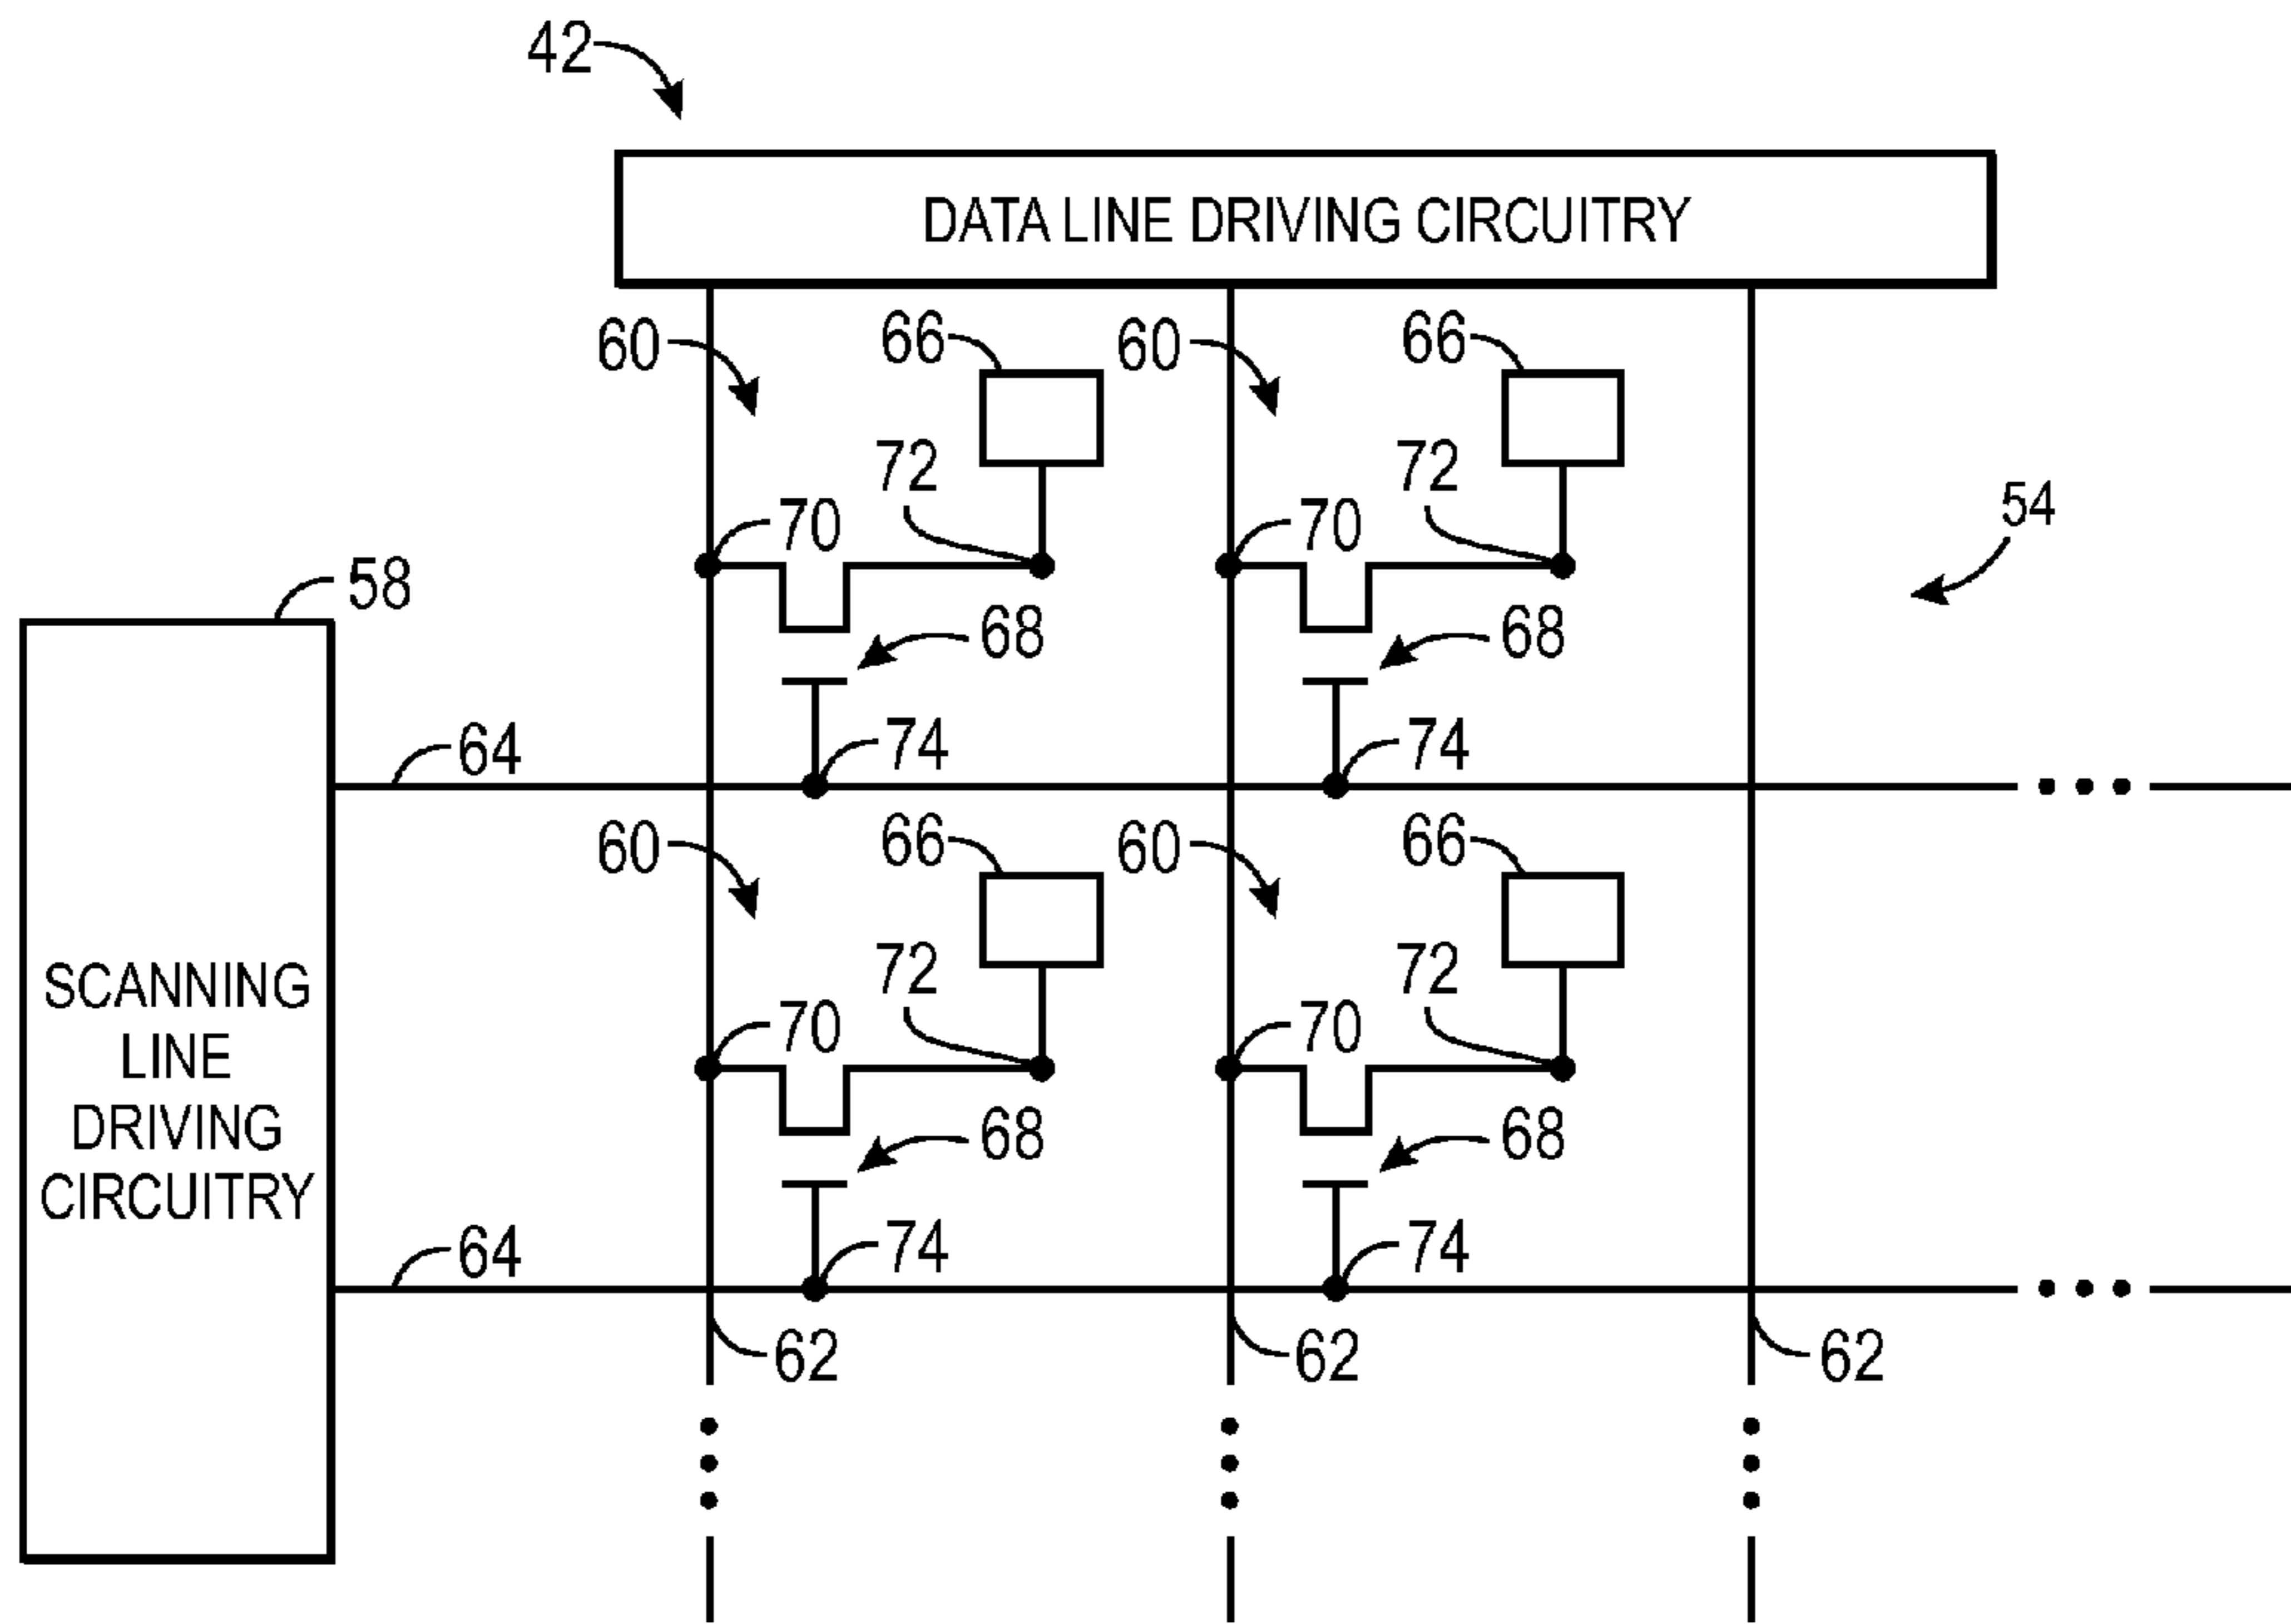 42
DATA LINE DRIVING CIRCUITRY
60 66 60 66
72 72
54
70 70
58
68 68
64 74 74
60 66 60 66
72 72
SCANNING
LINE
DRIVING
CIRCUITRY
70 70
68 68
64 74 74
62 62 62